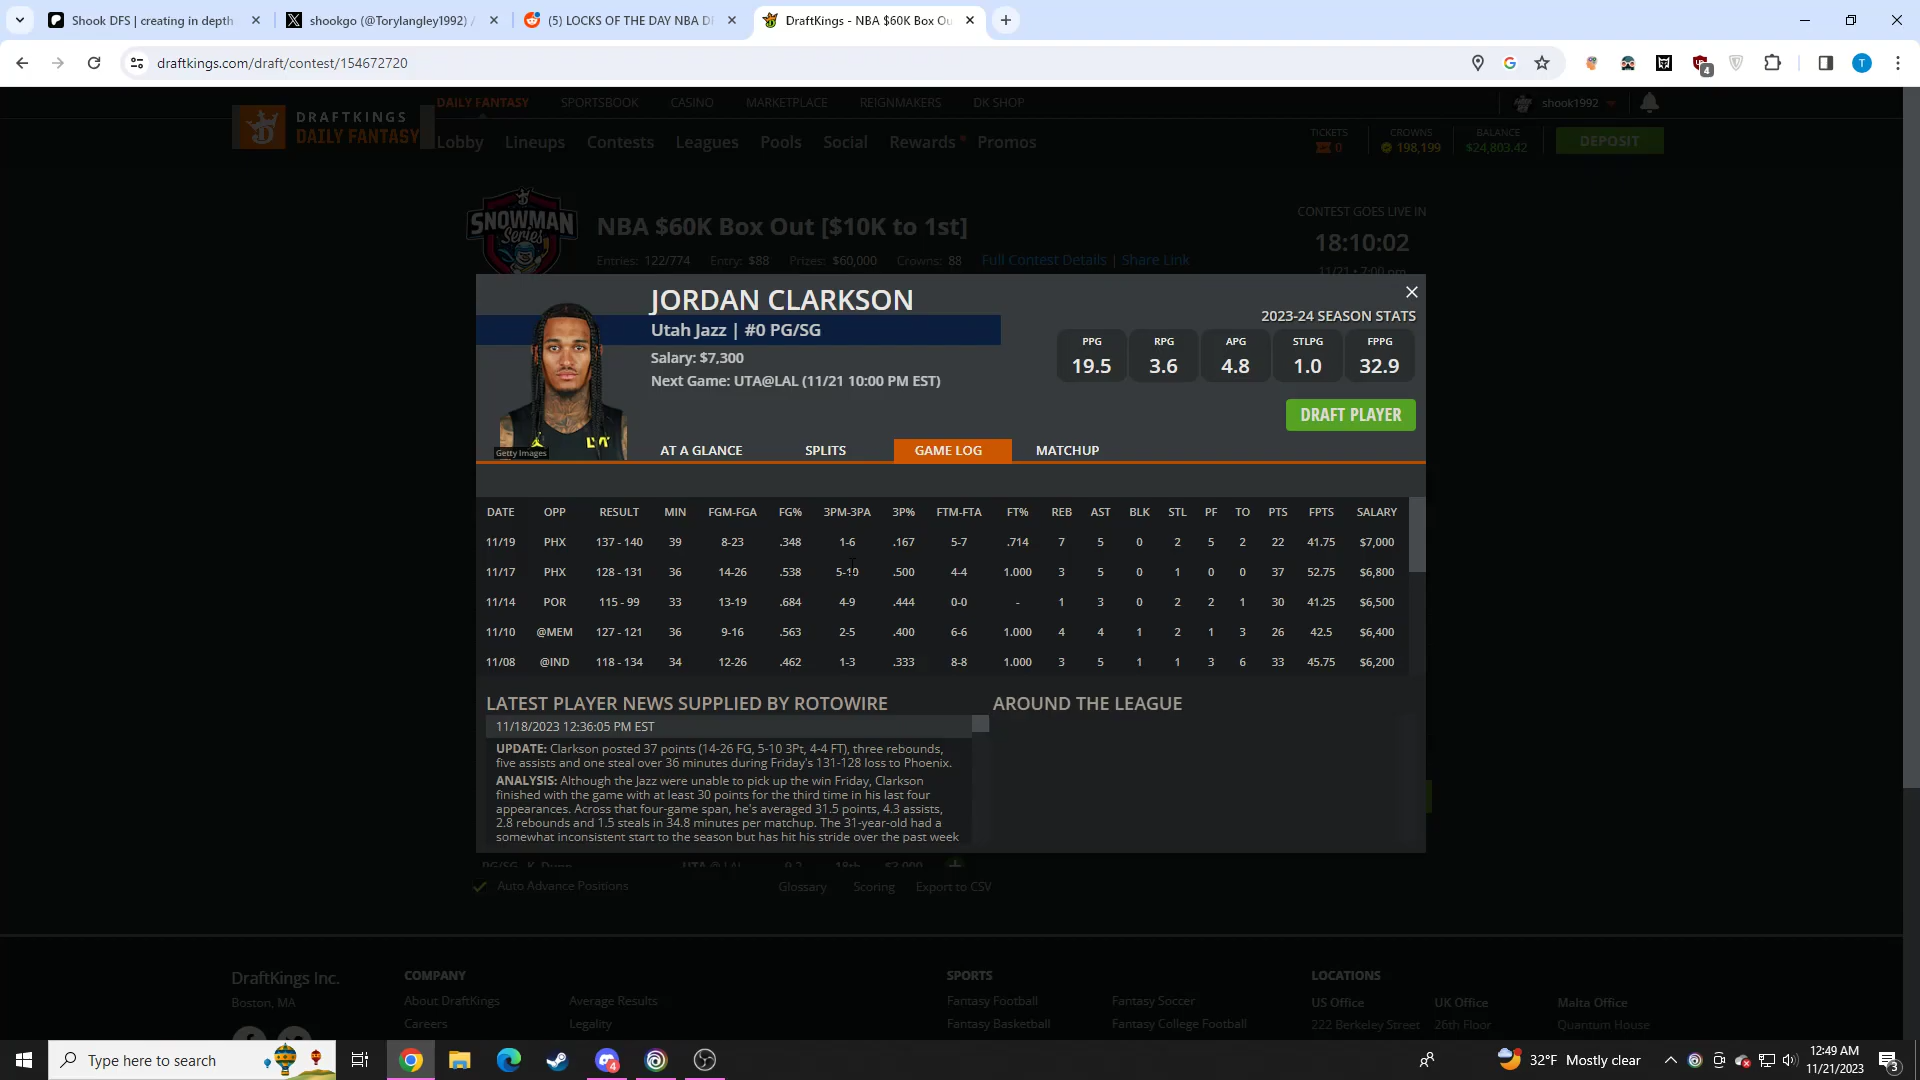 Shook DFS | creating in depth
shookgo (@Torylangley1992) /
(5) LOCKS OF THE DAY NBA DF
DraftKings - NBA $60K Box Ou
draftkings.com/draft/contest/154672720
4
T
DRAFTKINGS
DAILY FANTASY
DAILY FANTASY SPORTSBOOK CASINO MARKETPLACE REIGNMAKERS DK SHOP
shook1992
Lobby Lineups Contests Leagues Pools Social Rewards Promos
TICKETS
0
CROWNS
198,199
BALANCE
$24,803.42
DEPOSIT
SNOWMAN
Series
NBA $60K Box Out [$10K to 1st]
Entries: 122/774 Entry: $88 Prizes: $60,000 Crowns: 88 Full Contest Details | Share Link
CONTEST GOES LIVE IN
18:10:02
11/21 • 7:00 pm
JORDAN CLARKSON
Utah Jazz | #0 PG/SG
Salary: $7,300
Next Game: UTA@LAL (11/21 10:00 PM EST)
Getty Images
2023-24 SEASON STATS
PPG RPG APG STLPG FPPG
19.5 3.6 4.8 1.0 32.9
DRAFT PLAYER
AT A GLANCE SPLITS GAME LOG MATCHUP
DATE OPP RESULT MIN FGM-FGA FG% 3PM-3PA 3P% FTM-FTA FT% REB AST BLK STL PF TO PTS FPTS SALARY
11/19 PHX 137 - 140 39 8-23 .348 1-6 .167 5-7 .714 7 5 0 2 5 2 22 41.75 $7,000
11/17 PHX 128 - 131 36 14-26 .538 5-10 .500 4-4 1.000 3 5 0 1 0 0 37 52.75 $6,800
11/14 POR 115 - 99 33 13-19 .684 4-9 .444 0-0 - 1 3 0 2 2 1 30 41.25 $6,500
11/10 @MEM 127 - 121 36 9-16 .563 2-5 .400 6-6 1.000 4 4 1 2 1 3 26 42.5 $6,400
11/08 @IND 118 - 134 34 12-26 .462 1-3 .333 8-8 1.000 3 5 1 1 3 6 33 45.75 $6,200
LATEST PLAYER NEWS SUPPLIED BY ROTOWIRE
AROUND THE LEAGUE
11/18/2023 12:36:05 PM EST
UPDATE: Clarkson posted 37 points (14-26 FG, 5-10 3Pt, 4-4 FT), three rebounds,
five assists and one steal over 36 minutes during Friday's 131-128 loss to Phoenix.
ANALYSIS: Although the Jazz were unable to pick up the win Friday, Clarkson
finished with the game with at least 30 points for the third time in his last four
appearances. Across that four-game span, he's averaged 31.5 points, 4.3 assists,
2.8 rebounds and 1.5 steals in 34.8 minutes per matchup. The 31-year-old had a
somewhat inconsistent start to the season but has hit his stride over the past week
PG/SG K. Dunn UTA @ LAL 9.2 18th $3,000
Auto Advance Positions Glossary Scoring Export to CSV
DraftKings Inc.
Boston, MA
COMPANY
About DraftKings Average Results
Careers Legality
SPORTS
Fantasy Football Fantasy Soccer
Fantasy Basketball Fantasy College Football
LOCATIONS
US Office UK Office Malta Office
222 Berkeley Street 26th Floor Quantum House
Type here to search
4
32°F Mostly clear
12:49 AM
11/21/2023
3